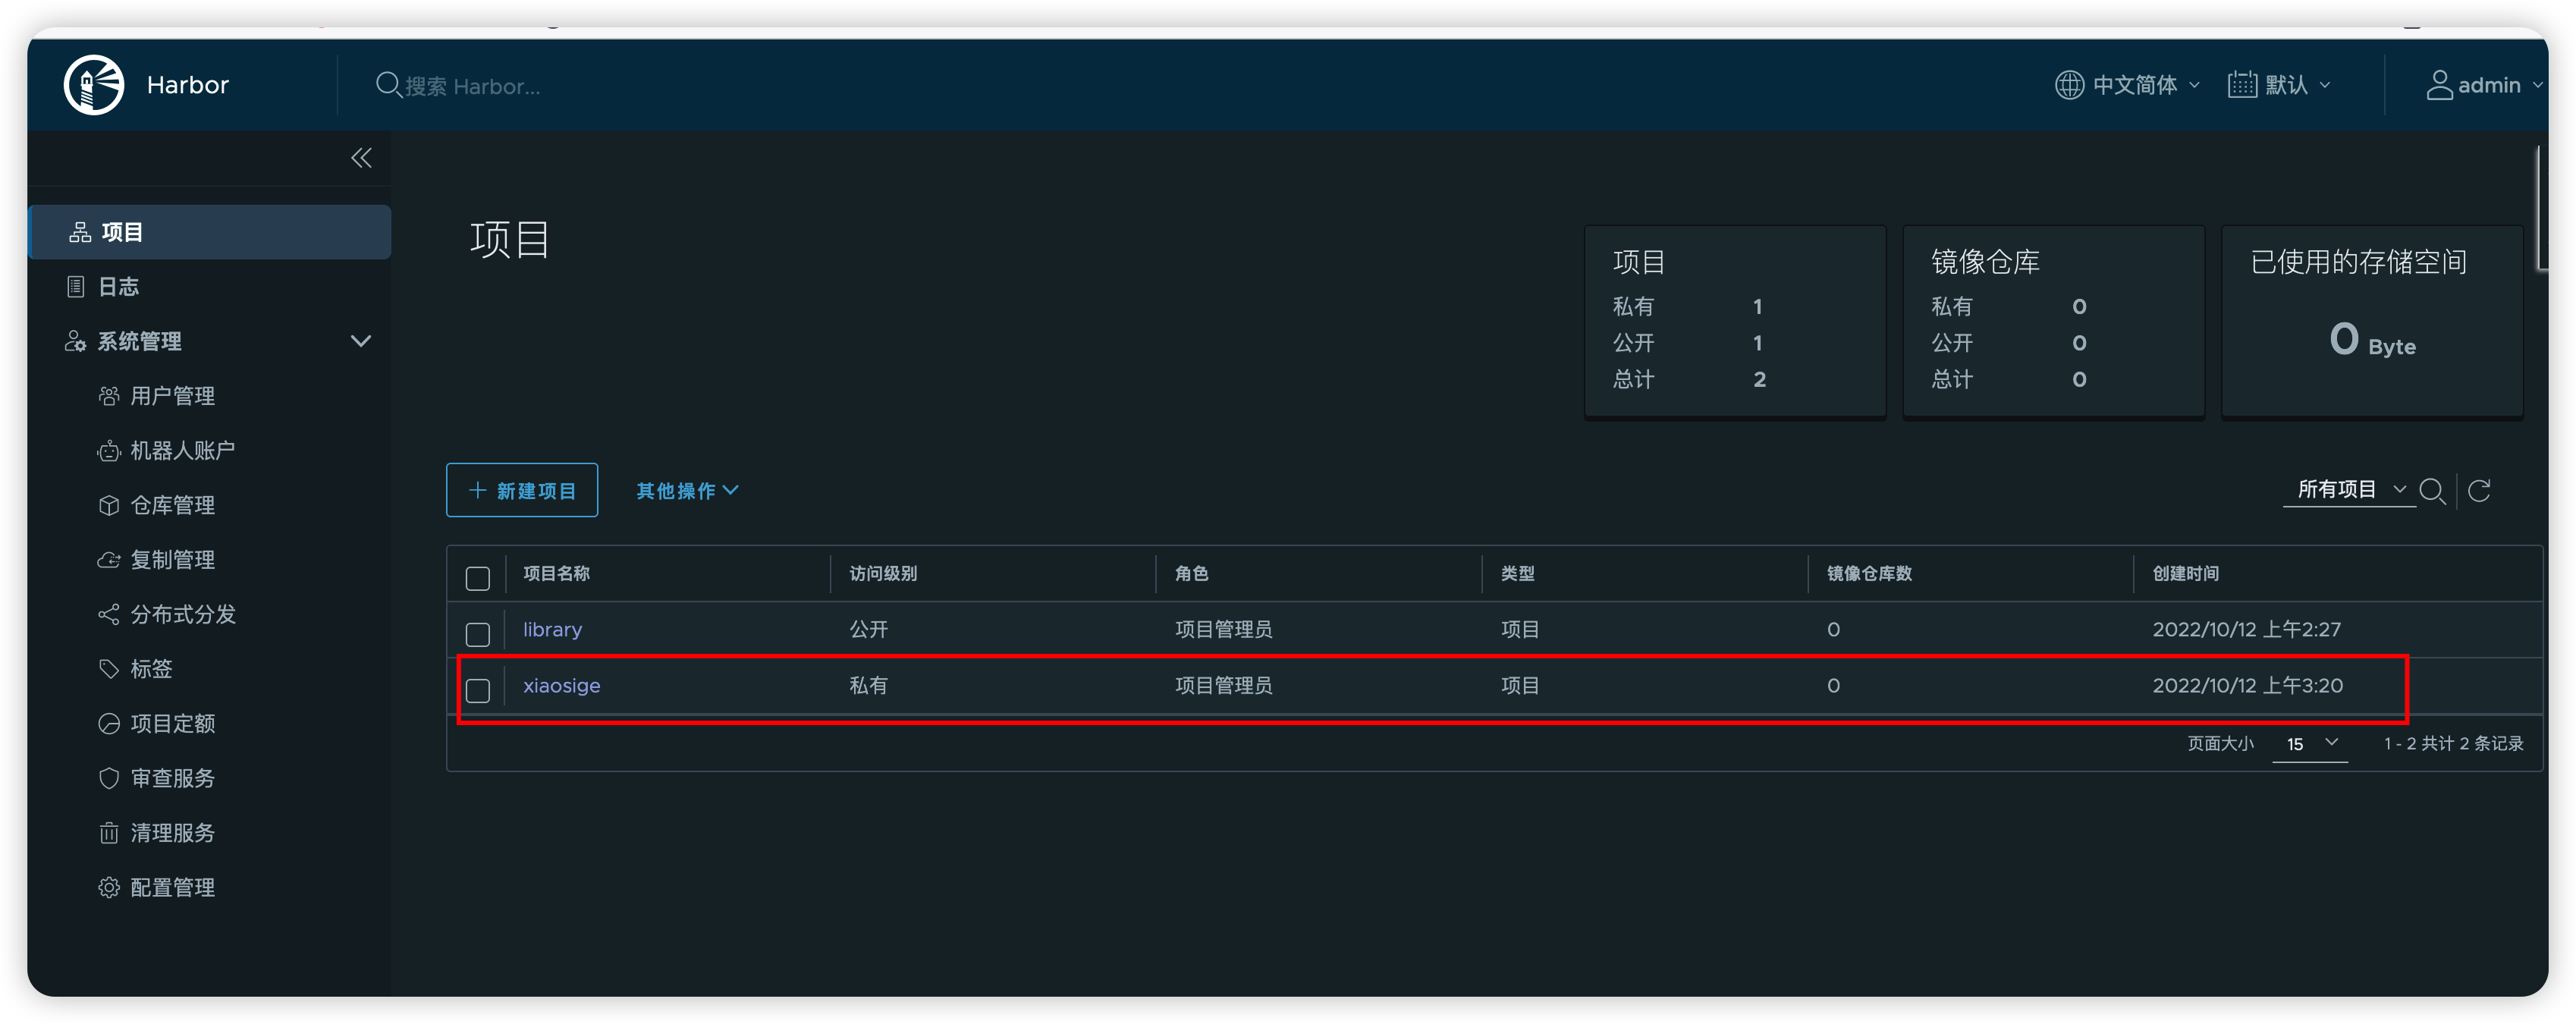 Harbor
搜索 Harbor...
中文简体
默认
admin
项目
日志
系统管理
用户管理
机器人账户
仓库管理
复制管理
分布式分发
标签
项目定额
审查服务
清理服务
配置管理
项目
项目
私有 1
公开 1
总计 2
镜像仓库
私有 0
公开 0
总计 0
已使用的存储空间
0 Byte
+ 新建项目
其他操作
所有项目
项目名称 访问级别 角色 类型 镜像仓库数 创建时间
library 公开 项目管理员 项目 0 2022/10/12 上午2:27
xiaosige 私有 项目管理员 项目 0 2022/10/12 上午3:20
页面大小 15 1 - 2 共计 2 条记录